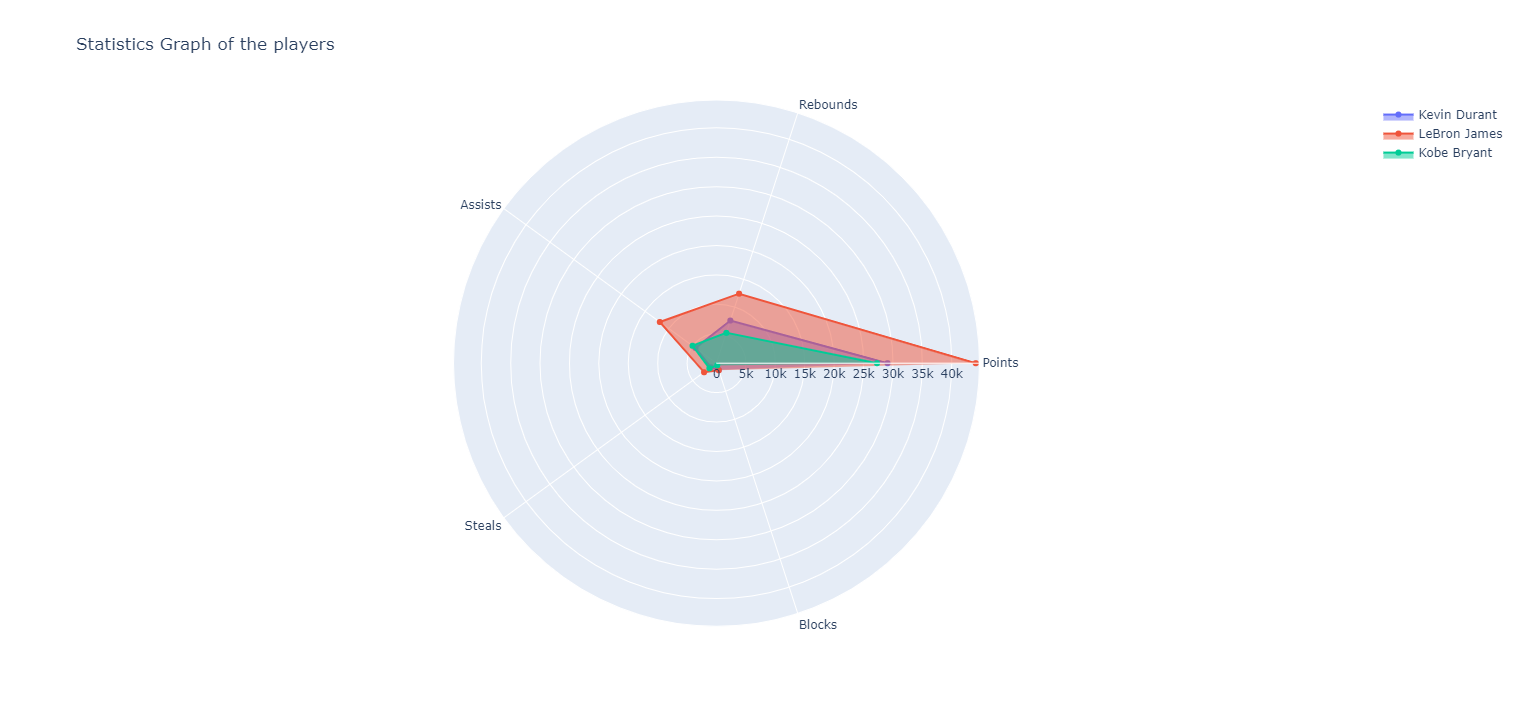 Statistics Graph of the players
Rebounds
Kevin Durant
LeBron James
Kobe Bryant
Assists
Points
0 5k 10k 15k 20k 25k 30k 35k 40k
Steals
Blocks